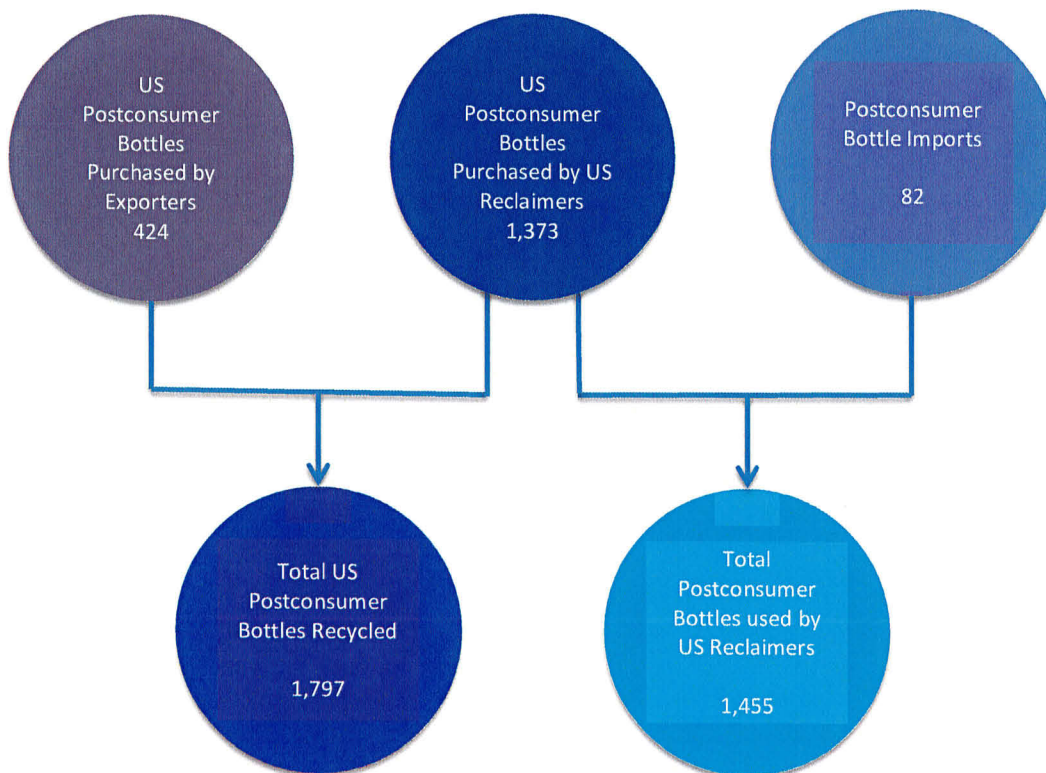 US
Postconsumer
Bottles
Purchased by
Exporters
424
US
Postconsumer
Bottles
Purchased by US
Reclaimers
1,373
Postconsumer
Bottle Imports
82
Total US
Postconsumer
Bottles Recycled
1,797
Total
Postconsumer
Bottles used by
US Reclaimers
1,455